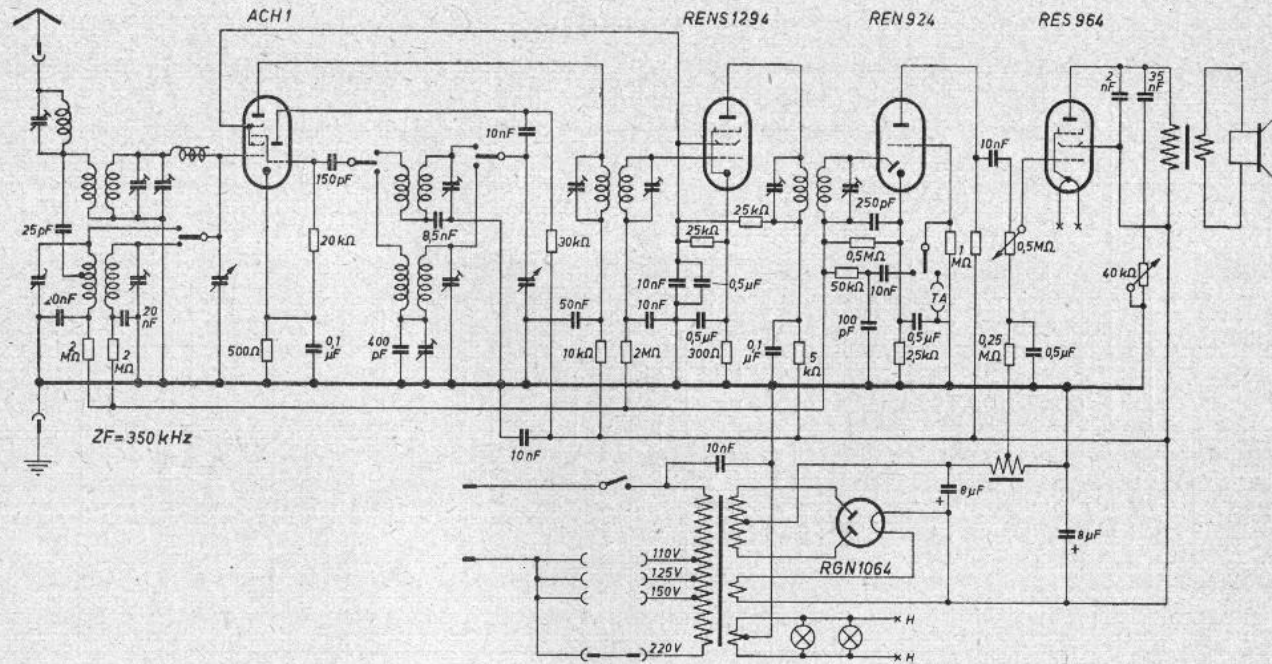 ACH1
RENS1294
REN924
RES964
2 nF
35 nF
10nF
10nF
150pF
250pF
25pF
8,5nF
25kΩ
20kΩ
30kΩ
25kΩ
0,5MΩ
1 MΩ
0,5MΩ
50kΩ
10nF
TA
40kΩ
20nF
20 nF
10nF
0,5µF
50nF
10nF
100 pF
0,5µF
2 MΩ
2 MΩ
500Ω
0,1 µF
400 pF
10kΩ
2MΩ
0,5µF
300Ω
0,1 µF
5 kΩ
2,5kΩ
0,25 MΩ
0,5µF
ZF=350kHz
10nF
10nF
8µF
+
8µF
+
RGN1064
110V
125V
150V
220V
H
H